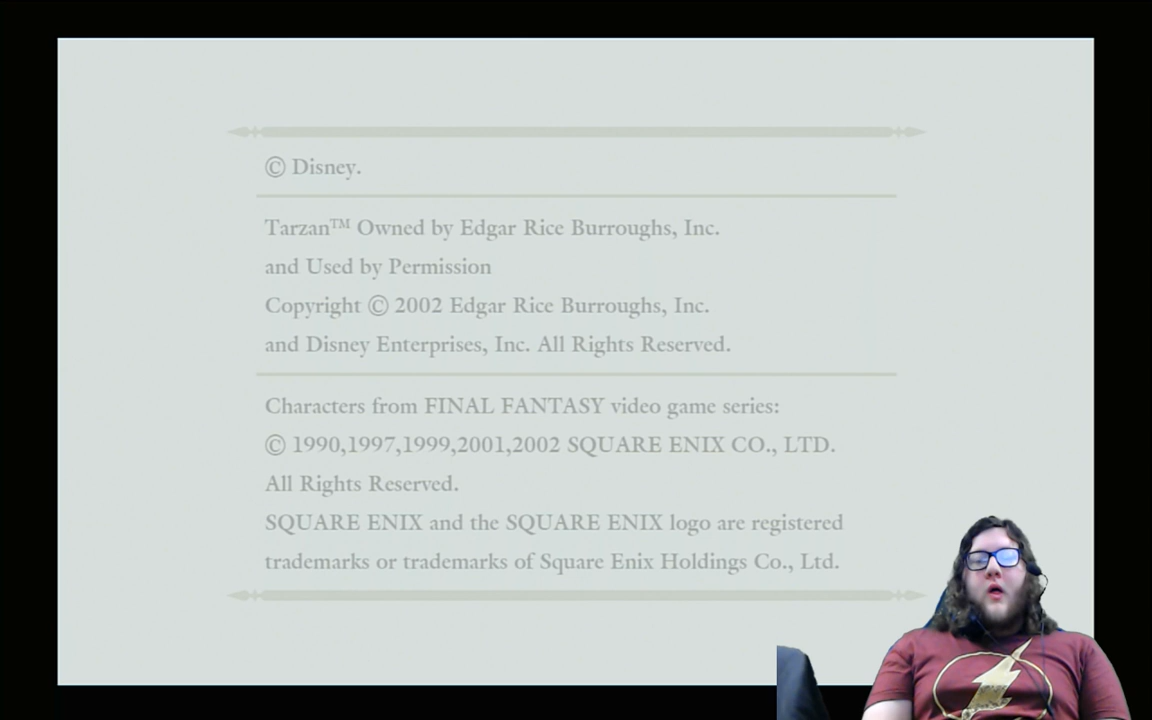 © Disney.
Tarzan™ Owned by Edgar Rice Burroughs, Inc.
and Used by Permission
Copyright © 2002 Edgar Rice Burroughs, Inc.
and Disney Enterprises, Inc. All Rights Reserved.
Characters from FINAL FANTASY video game series:
© 1990,1997,1999,2001,2002 SQUARE ENIX CO., LTD.
All Rights Reserved.
SQUARE ENIX and the SQUARE ENIX logo are registered
trademarks or trademarks of Square Enix Holdings Co., Ltd.